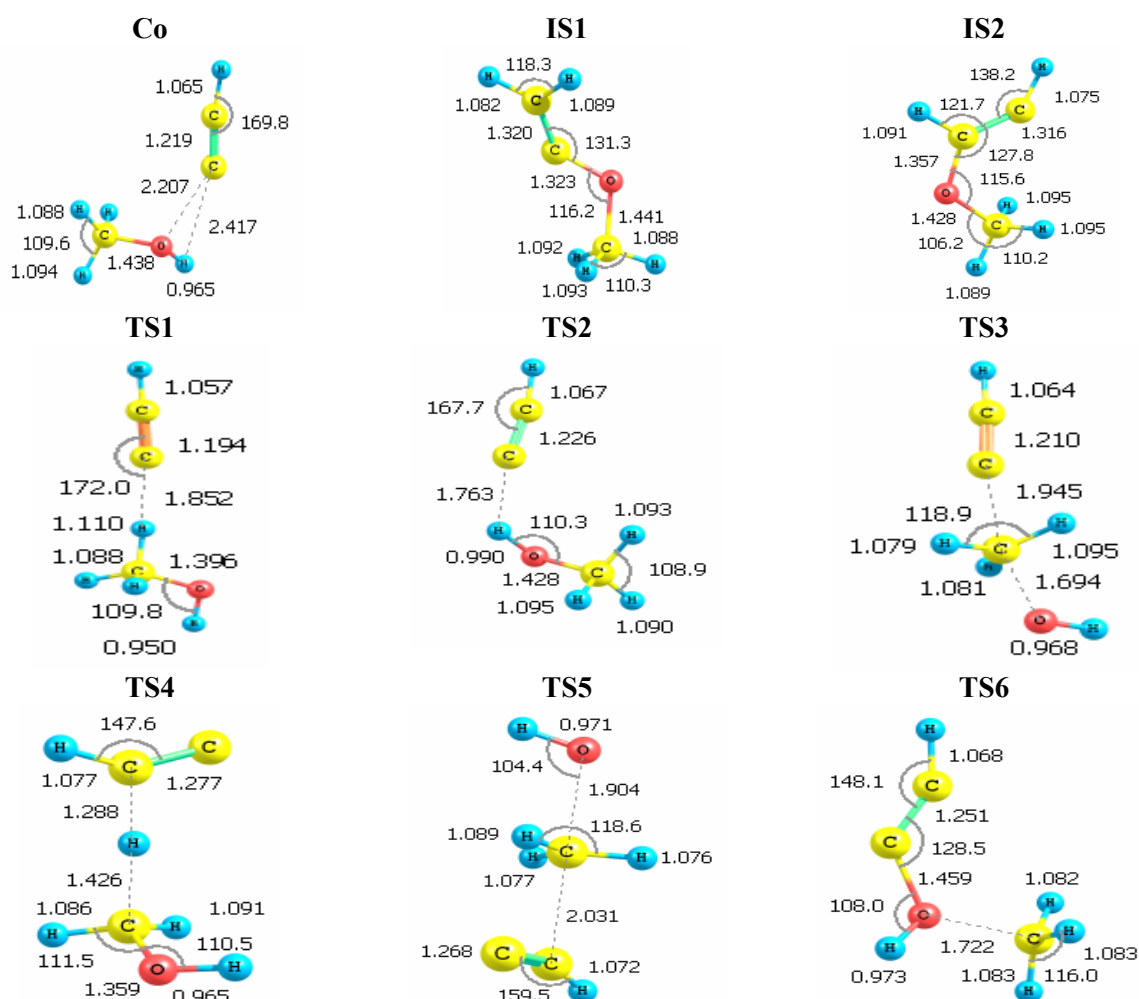 Co IS1 IS2
H 118.3 H 138.2 H
1.065 H H 1.075
C 1.082 C 1.089 H 121.7 C
1.219 169.8 1.320 131.3 1.091 C 1.316
C C 1.357 127.8
2.207 1.323 O O 115.6
1.088 H H 2.417 116.2 1.441 1.428 H 1.095
109.6 C O 1.092 C 1.088 106.2 C H 1.095
1.094 H 1.438 H H H H H 110.2
0.965 1.093 110.3 1.089
TS1 TS2 TS3
H 1.057 H 1.067 H 1.064
C 167.7 C C
1.194 1.226 1.210
C C C
172.0 1.852 1.763 1.945
1.110 H H 110.3 1.093 H 118.9 H
1.088 C 1.396 0.990 O C 1.079 H C 1.095
H H O 1.428 108.9 H 1.081 1.694
109.8 H 1.095 H H 1.090 O H
0.950 0.968
TS4 TS5 TS6
147.6 C H 0.971 H
H C O 1.068
1.077 1.277 104.4 148.1 C
1.288 1.904 1.251
H 1.089 H 118.6 C 128.5
1.426 H C H 1.076 1.459 1.082
1.086 C H 1.091 1.077 108.0 O H
H 110.5 2.031 H C H
111.5 O H 1.268 C C 1.072 1.722 H 1.083
1.359 0.965 159.5 H 0.973 1.083 116.0